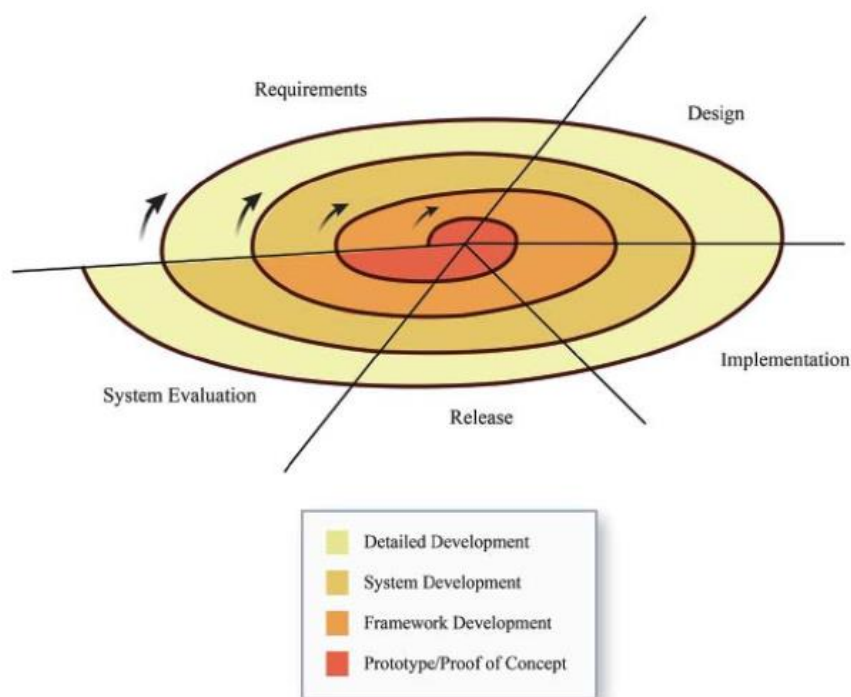 Requirements
Design
Implementation
System Evaluation
Release
Detailed Development
System Development
Framework Development
Prototype/Proof of Concept